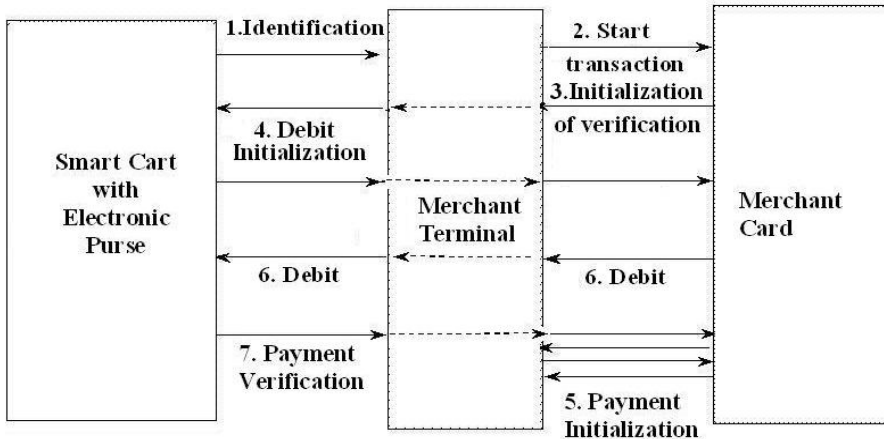 1.Identification
2. Start
transaction
3.Initialization
of verification
4. Debit
Initialization
Smart Cart
with
Electronic
Purse
Merchant
Terminal
Merchant
Card
6. Debit
6. Debit
7. Payment
Verification
5. Payment
Initialization